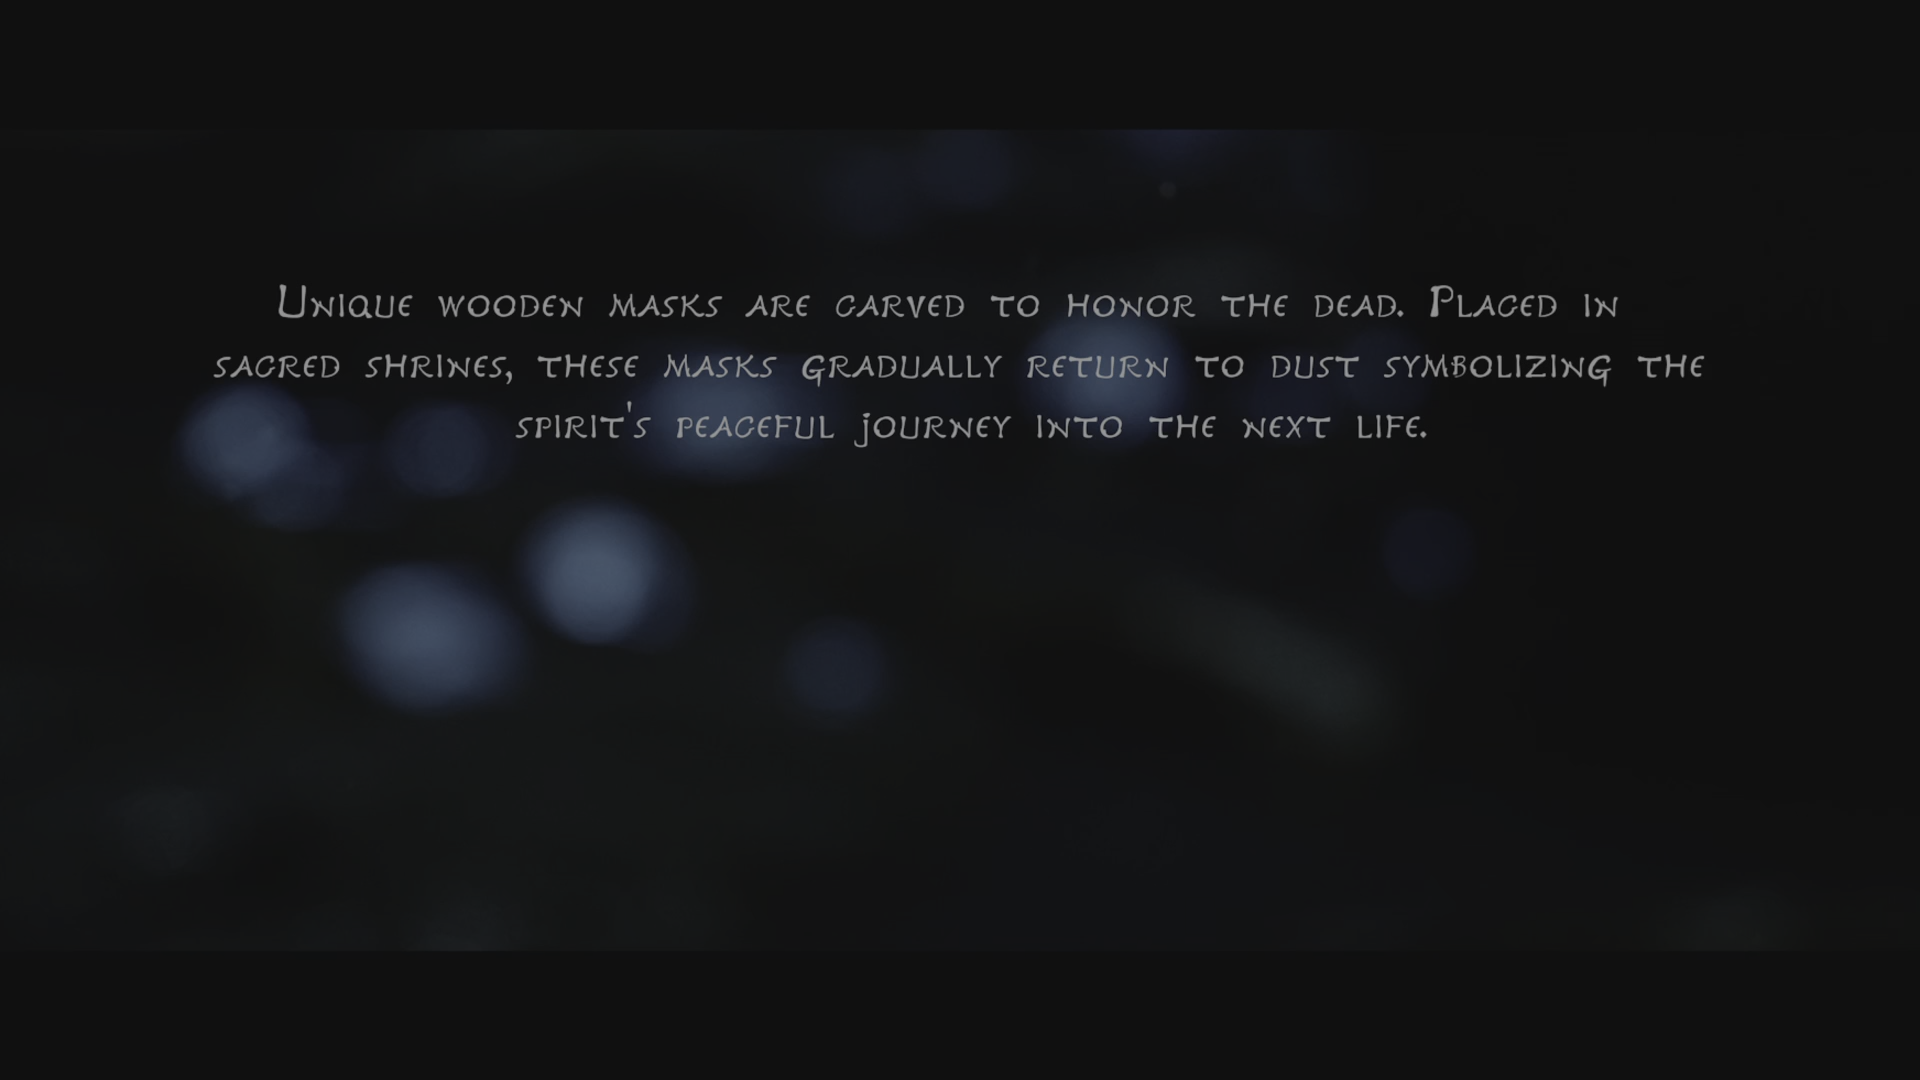 Unique wooden masks are carved to honor the dead. Placed in
sacred shrines, these masks gradually return to dust symbolizing the
spirit's peaceful journey into the next life.